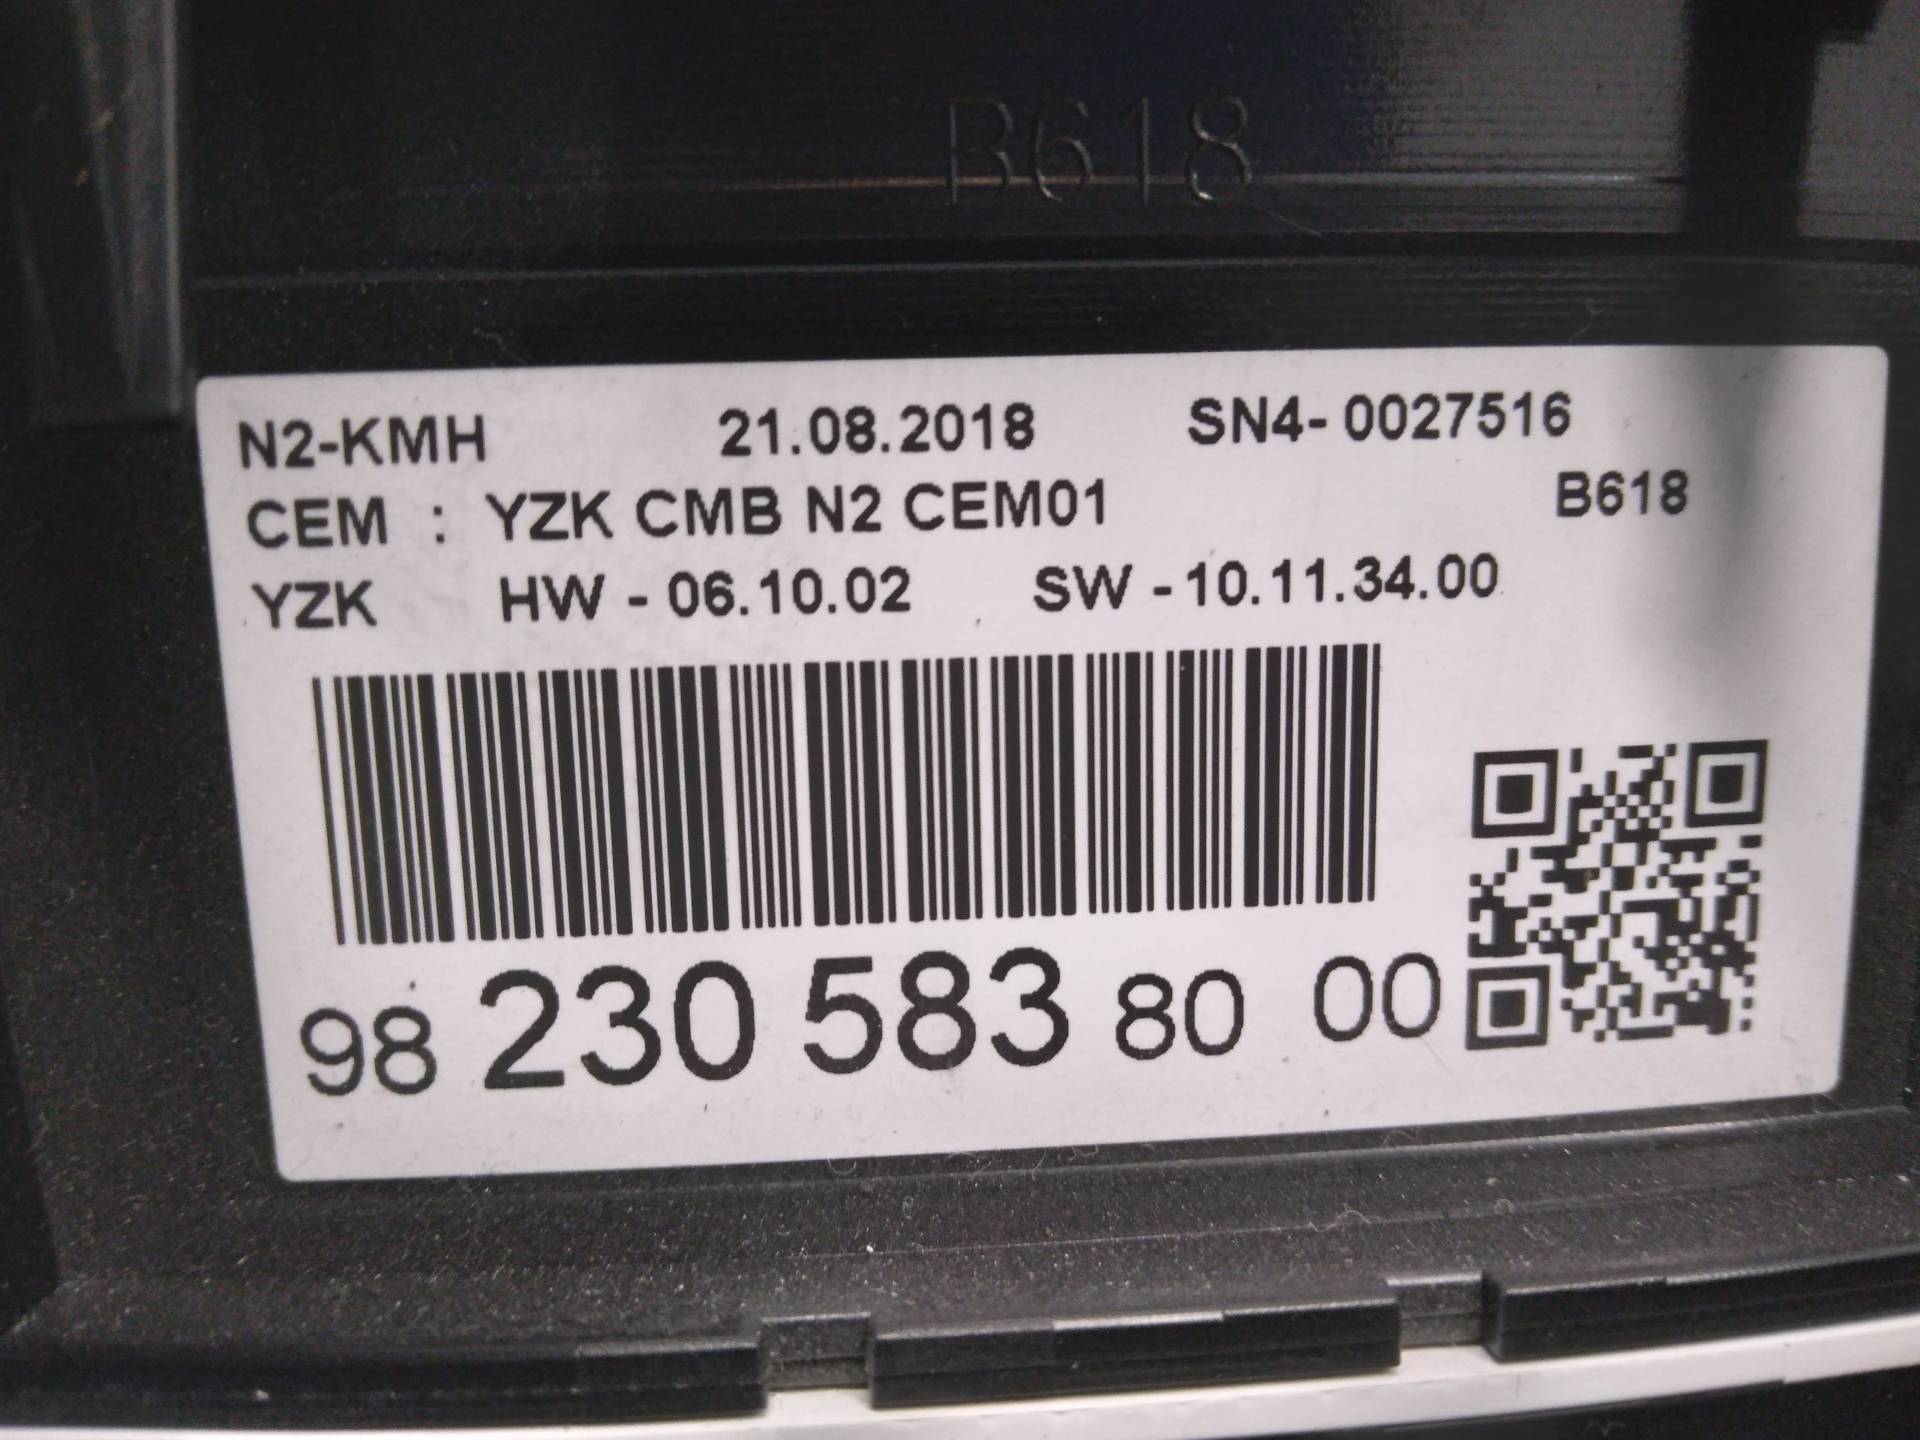 B618
N2-KMH 21.08.2018 SN4- 0027516
CEM : YZK CMB N2 CEM01 B618
YZK HW - 06.10.02 SW - 10.11.34.00
98 230 583 80 00